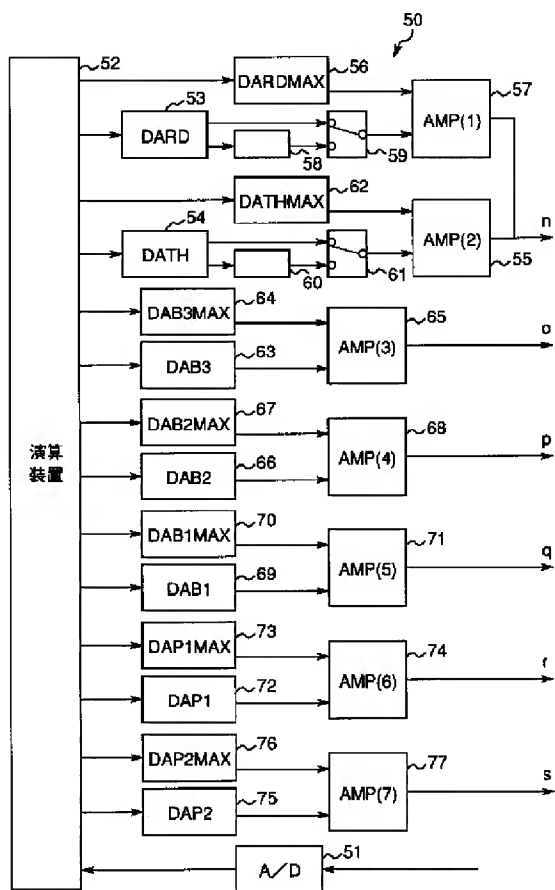 50
52
56
DARDMAX
57
53
DARD
58
59
AMP(1)
62
DATHMAX
54
DATH
60
61
AMP(2)
55
n
64
DAB3MAX
65
63
DAB3
AMP(3)
o
67
DAB2MAX
68
66
DAB2
AMP(4)
p
演算
装置
70
DAB1MAX
71
69
DAB1
AMP(5)
q
73
DAP1MAX
74
72
DAP1
AMP(6)
r
76
DAP2MAX
77
75
DAP2
AMP(7)
s
51
A/D